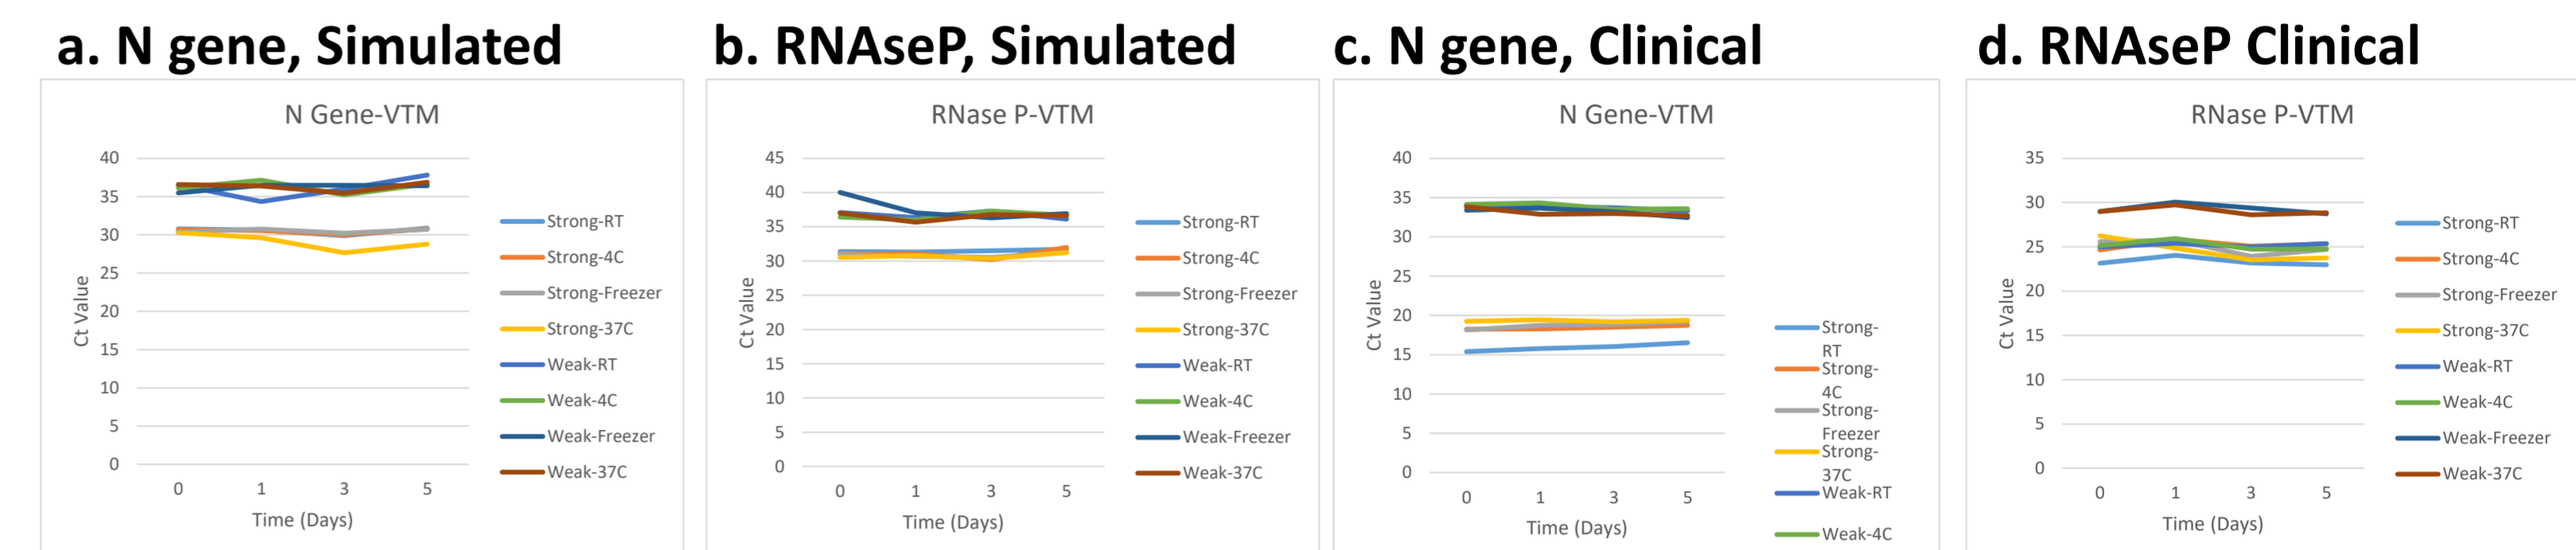 a. N gene, Simulated
N Gene-VTM
40
35
30
25
20
15
10
5
0
Ct Value
0 1 3 5
Time (Days)
Strong-RT
Strong-4C
Strong-Freezer
Strong-37C
Weak-RT
Weak-4C
Weak-Freezer
Weak-37C
b. RNAseP, Simulated
RNase P-VTM
45
40
35
30
25
20
15
10
5
0
Ct Value
0 1 3 5
Time (Days)
Strong-RT
Strong-4C
Strong-Freezer
Strong-37C
Weak-RT
Weak-4C
Weak-Freezer
Weak-37C
c. N gene, Clinical
N Gene-VTM
40
35
30
25
20
15
10
5
0
Ct Value
0 1 3 5
Time (Days)
Strong-
RT
Strong-
4C
Strong-
Freezer
Strong-
37C
Weak-RT
Weak-4C
d. RNAseP Clinical
RNase P-VTM
35
30
25
20
15
10
5
0
Ct Value
0 1 3 5
Time (Days)
Strong-RT
Strong-4C
Strong-Freezer
Strong-37C
Weak-RT
Weak-4C
Weak-Freezer
Weak-37C